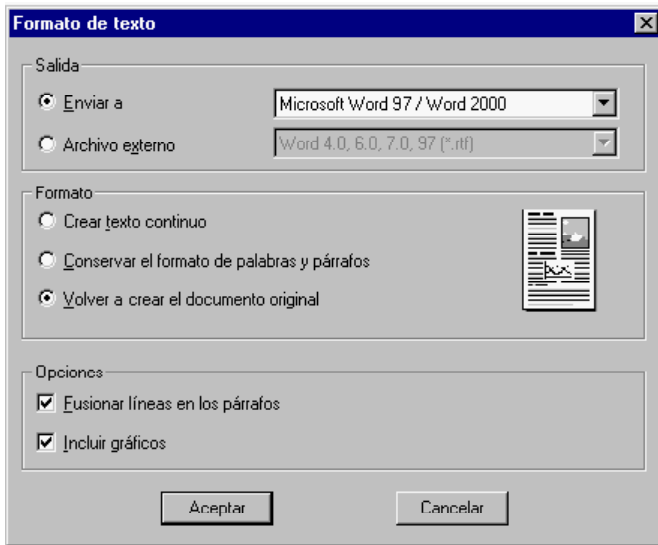 Formato de texto
Salida
Enviar a
Microsoft Word 97 / Word 2000
Archivo externo
Word 4.0, 6.0, 7.0, 97 (*.rtf)
Formato
Crear texto continuo
Conservar el formato de palabras y párrafos
Volver a crear el documento original
Opciones
Fusionar líneas en los párrafos
Incluir gráficos
Aceptar
Cancelar